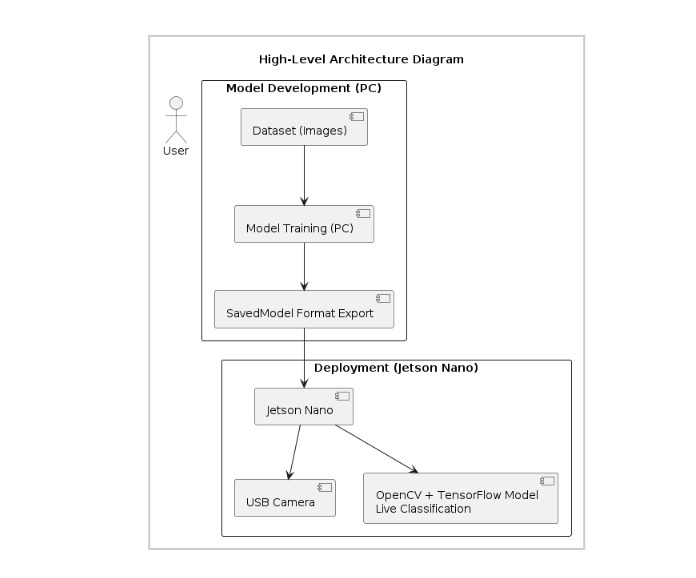 High-Level Architecture Diagram
Model Development (PC)
User
Dataset (Images)
Model Training (PC)
SavedModel Format Export
Deployment (Jetson Nano)
Jetson Nano
USB Camera
OpenCV + TensorFlow Model
Live Classification